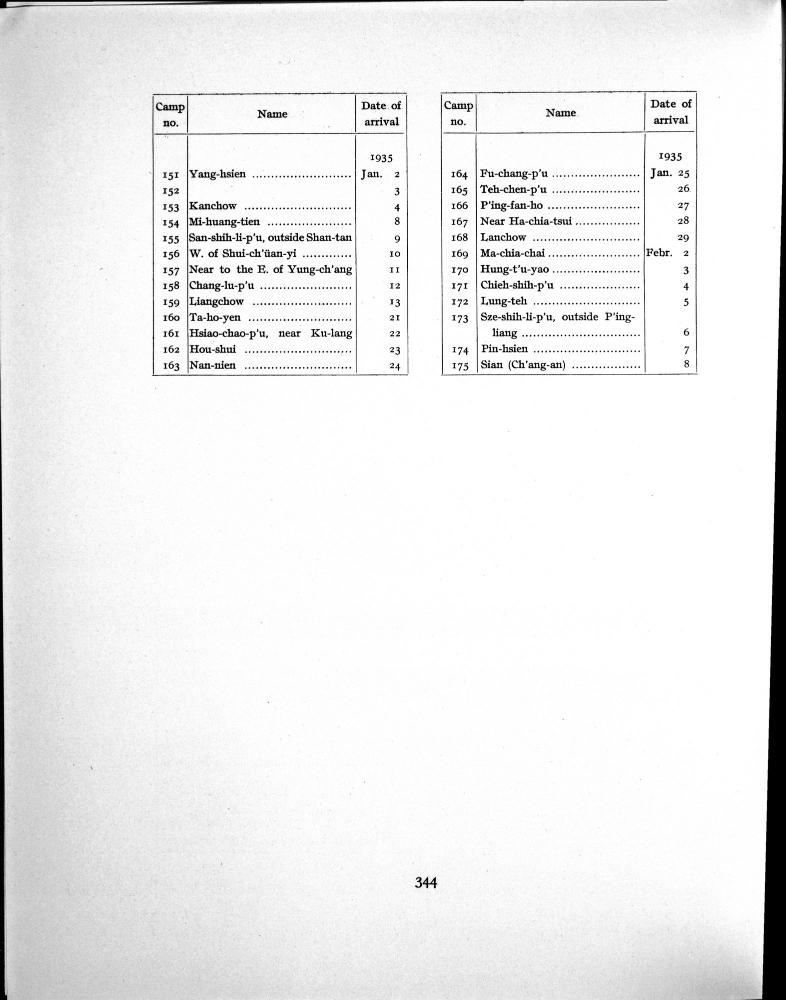 Camp no. Name Date of arrival
1935
151 Yang-hsien .......................... Jan. 2
152 3
153 Kanchow ............................ 4
154 Mi-huang-tien ...................... 8
155 San-shih-li-p'u, outside Shan-tan 9
156 W. of Shui-ch'üan-yi ............. 10
157 Near to the E. of Yung-ch'ang 11
158 Chang-lu-p'u ........................ 12
159 Liangchow .......................... 13
160 Ta-ho-yen ........................... 21
161 Hsiao-chao-p'u, near Ku-lang 22
162 Hou-shui ............................ 23
163 Nan-nien ............................ 24
Camp no. Name Date of arrival
1935
164 Fu-chang-p'u ....................... Jan. 25
165 Teh-chen-p'u ....................... 26
166 P'ing-fan-ho ........................ 27
167 Near Ha-chia-tsui ................. 28
168 Lanchow ............................ 29
169 Ma-chia-chai ........................ Febr. 2
170 Hung-t'u-yao ....................... 3
171 Chieh-shih-p'u ..................... 4
172 Lung-teh ............................ 5
173 Sze-shih-li-p'u, outside P'ing-
liang ............................... 6
174 Pin-hsien ............................ 7
175 Sian (Ch'ang-an) .................. 8
344